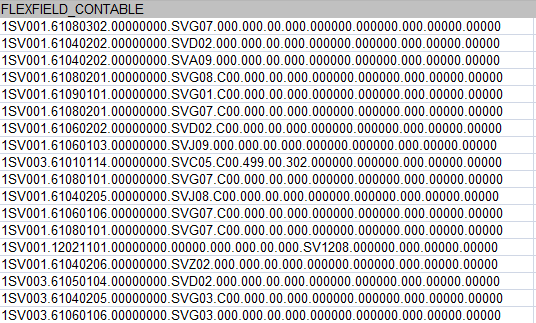 FLEXFIELD_CONTABLE
1SV001.61080302.00000000.SVG07.000.000.00.000.000000.000000.000.00000.00000
1SV001.61040202.00000000.SVD02.000.000.00.000.000000.000000.000.00000.00000
1SV001.61040202.00000000.SVA09.000.000.00.000.000000.000000.000.00000.00000
1SV001.61080201.00000000.SVG08.C00.000.00.000.000000.000000.000.00000.00000
1SV001.61090101.00000000.SVG01.C00.000.00.000.000000.000000.000.00000.00000
1SV001.61080201.00000000.SVG07.C00.000.00.000.000000.000000.000.00000.00000
1SV001.61060202.00000000.SVD02.C00.000.00.000.000000.000000.000.00000.00000
1SV001.61060103.00000000.SVJ09.000.000.00.000.000000.000000.000.00000.00000
1SV003.61010114.00000000.SVC05.C00.499.00.302.000000.000000.000.00000.00000
1SV001.61080101.00000000.SVG07.C00.000.00.000.000000.000000.000.00000.00000
1SV001.61040205.00000000.SVJ08.C00.000.00.000.000000.000000.000.00000.00000
1SV001.61060106.00000000.SVG07.C00.000.00.000.000000.000000.000.00000.00000
1SV001.61080101.00000000.SVG07.C00.000.00.000.000000.000000.000.00000.00000
1SV001.12021101.00000000.00000.000.000.00.000.SV1208.000000.000.00000.00000
1SV001.61040206.00000000.SVZ02.000.000.00.000.000000.000000.000.00000.00000
1SV003.61050104.00000000.SVD02.000.000.00.000.000000.000000.000.00000.00000
1SV003.61040205.00000000.SVG03.C00.000.00.000.000000.000000.000.00000.00000
1SV003.61060106.00000000.SVG03.000.000.00.000.000000.000000.000.00000.00000